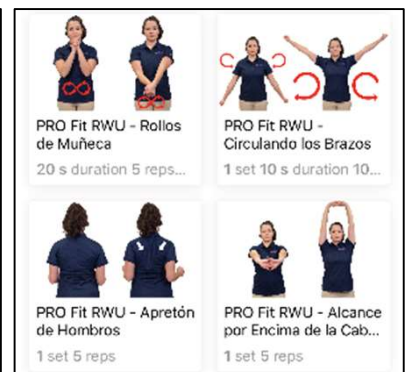 PRO Fit RWU - Rollos
de Muñeca
20 s duration 5 reps...
PRO Fit RWU -
Circulando los Brazos
1 set 10 s duration 10...
PRO Fit RWU - Apretón
de Hombros
1 set 5 reps
PRO Fit RWU - Alcance
por Encima de la Cab...
1 set 5 reps